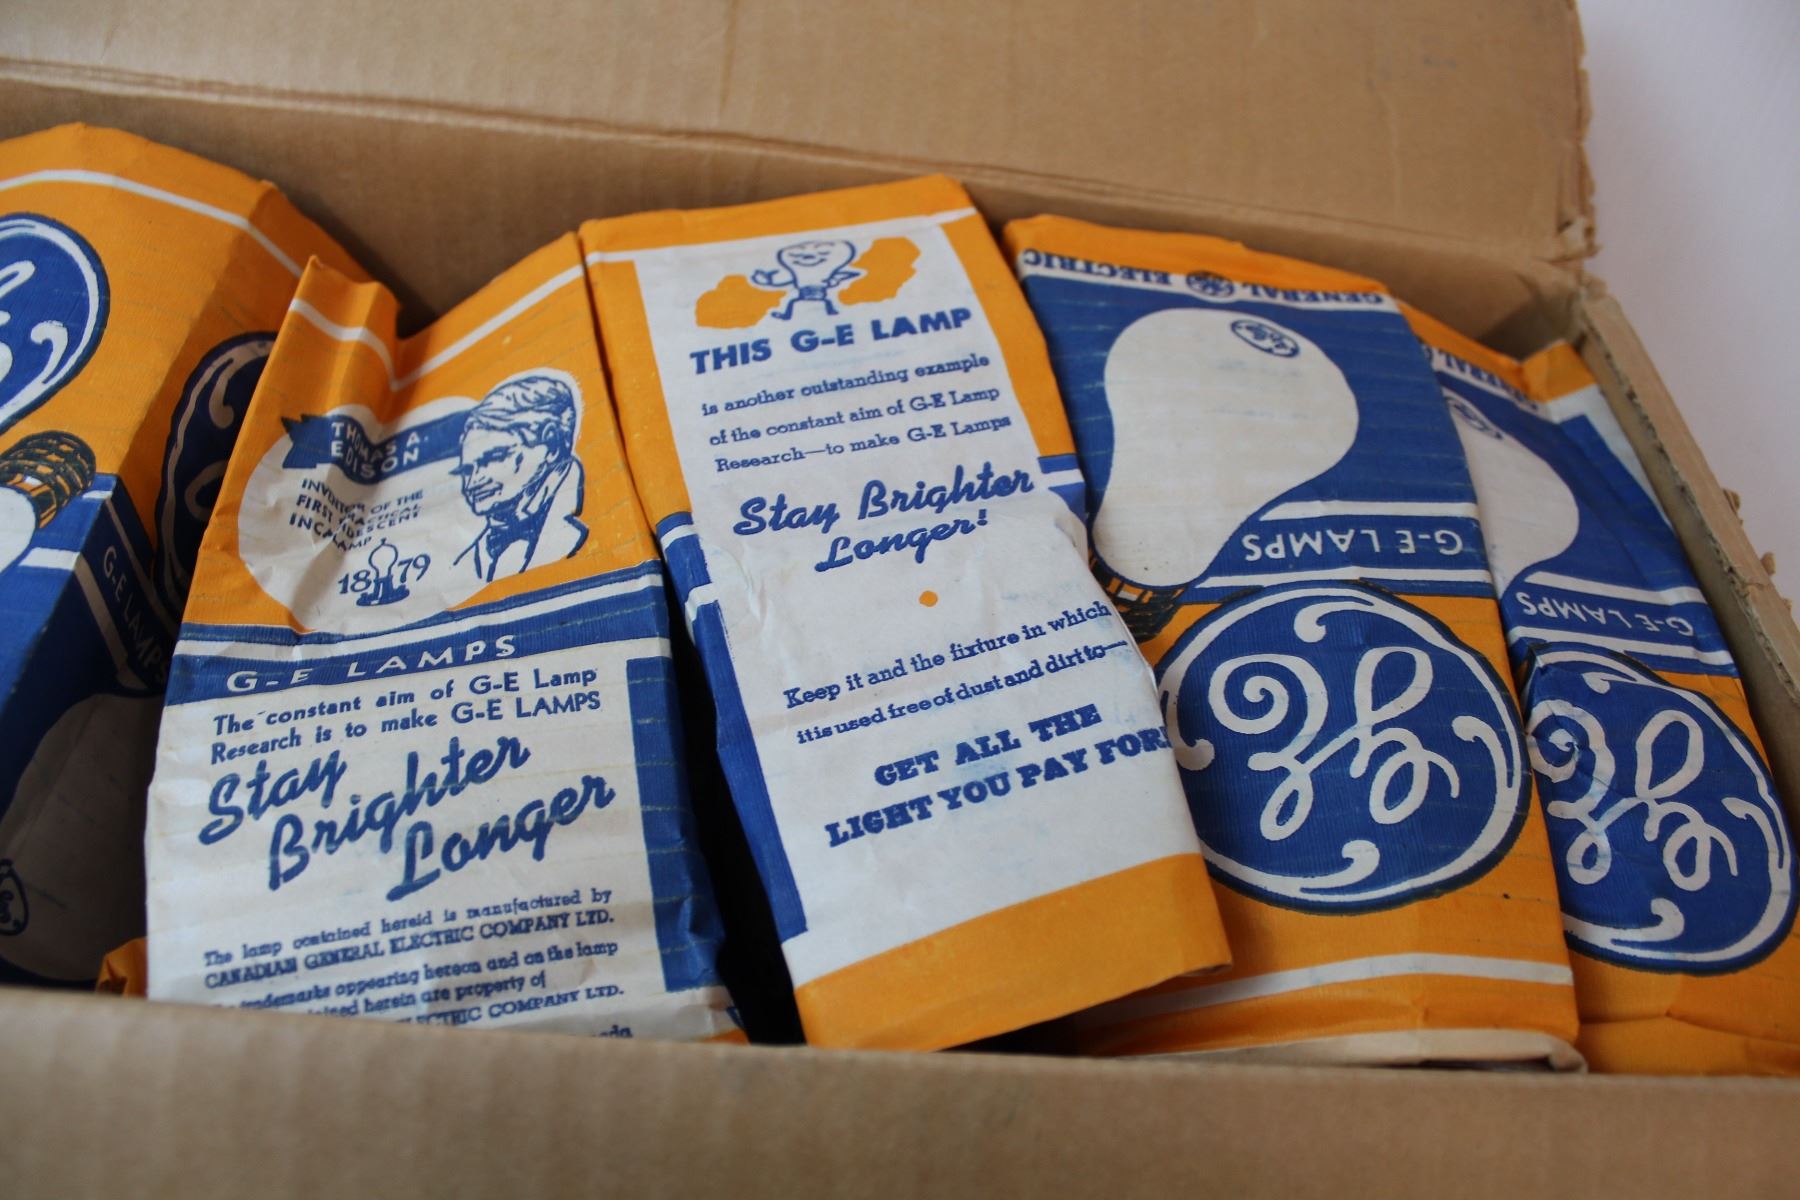 G-E LAMPS
THOMAS A.
EDISON
INVENTOR OF THE
FIRST PRACTICAL
INCANDESCENT
LAMP
1879
G-E LAMPS
The constant aim of G-E Lamp
Research is to make G-E LAMPS
Stay
Brighter
Longer
The lamp contained herein is manufactured by
CANADIAN GENERAL ELECTRIC COMPANY LTD.
trademarks appearing hereon and on the lamp
herein are property of
ELECTRIC COMPANY LTD.
THIS G-E LAMP
is another outstanding example
of the constant aim of G-E Lamp
Research—to make G-E Lamps
Stay Brighter
Longer!
Keep it and the fixture in which
it is used free of dust and dirt to—
GET ALL THE
LIGHT YOU PAY FOR!
GENERAL GE ELECTRIC
GE
G-E LAMPS
GE
G-E LAMPS
GE